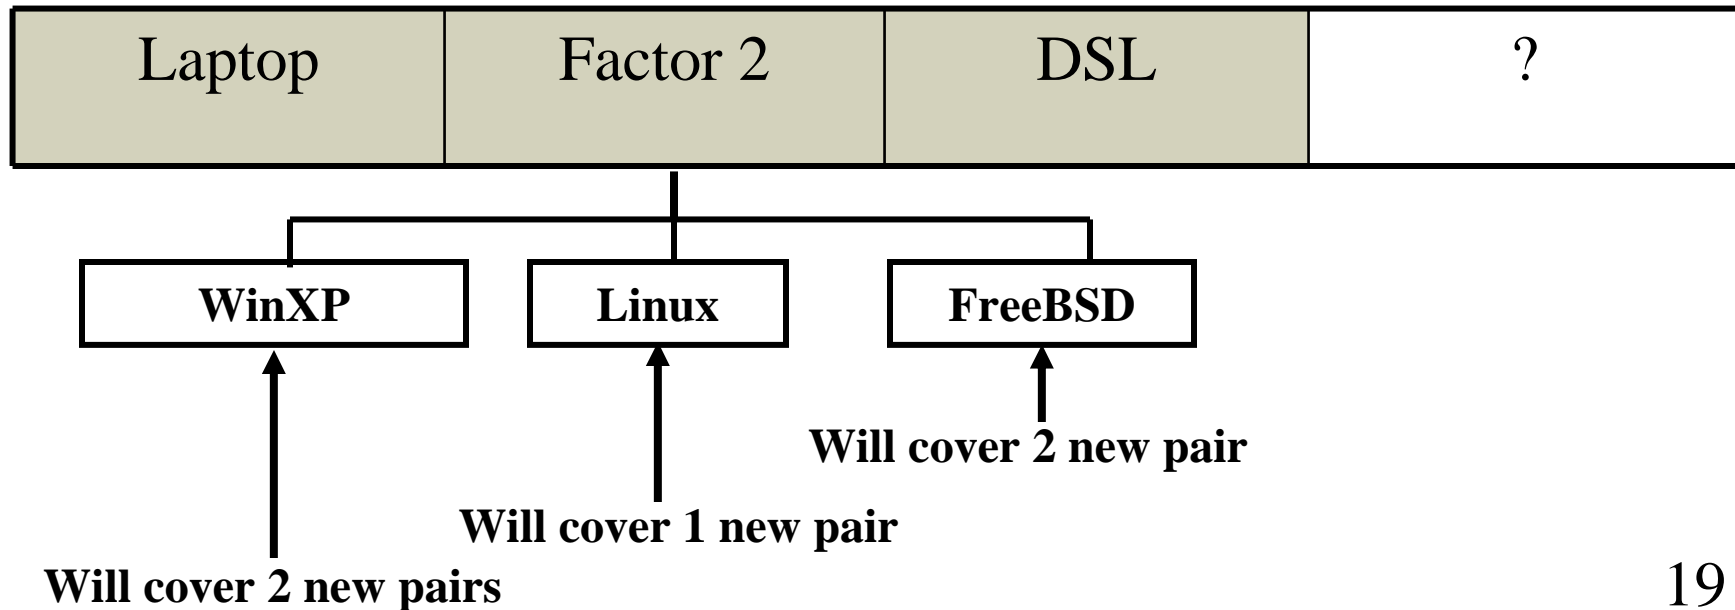 Laptop Factor 2 DSL ?
WinXP Linux FreeBSD
Will cover 2 new pair
Will cover 1 new pair
Will cover 2 new pairs
19